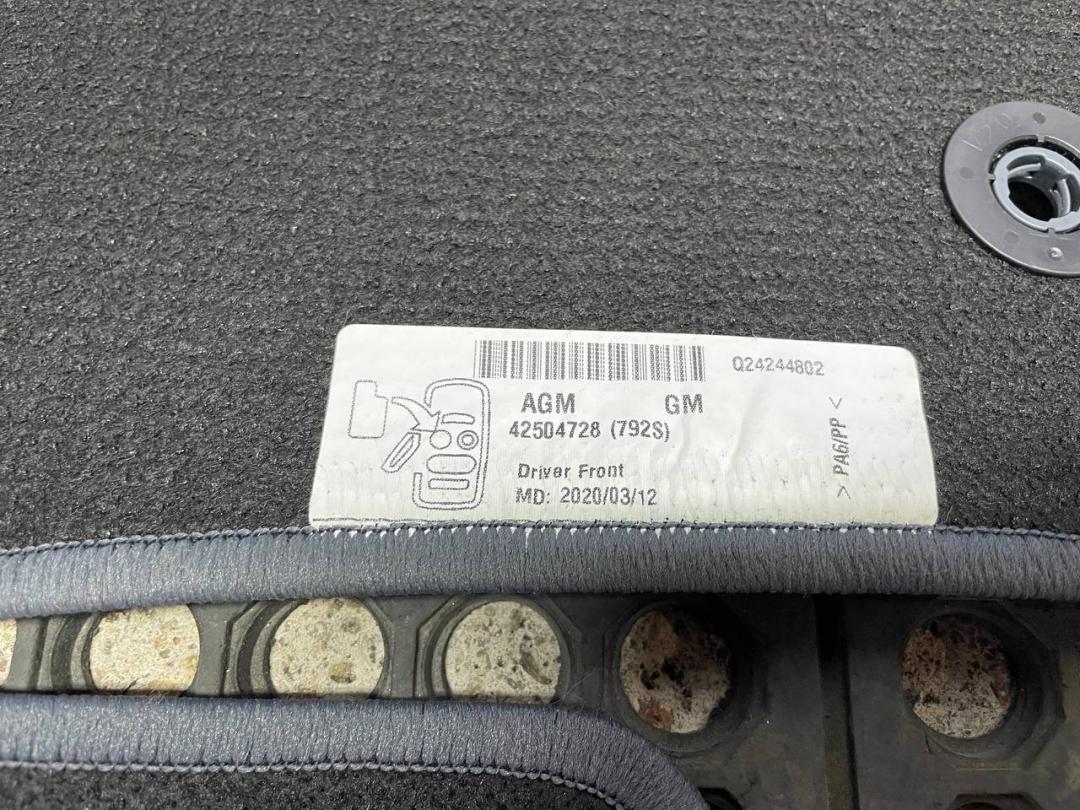 Q24244802
AGM GM
42504728 (792S)
Driver Front
MD: 2020/03/12
> PA6/PP <